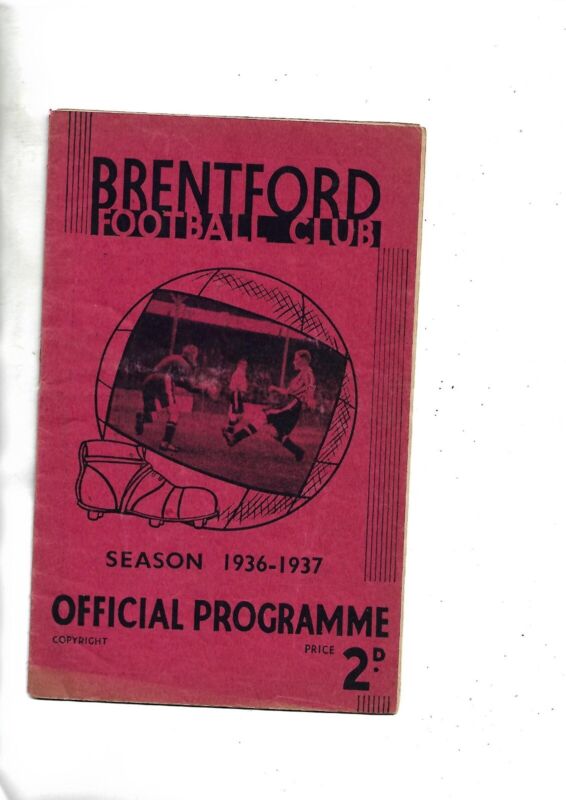 BRENTFORD
FOOTBALL CLUB
SEASON 1936-1937
OFFICIAL PROGRAMME
COPYRIGHT
PRICE 2D.